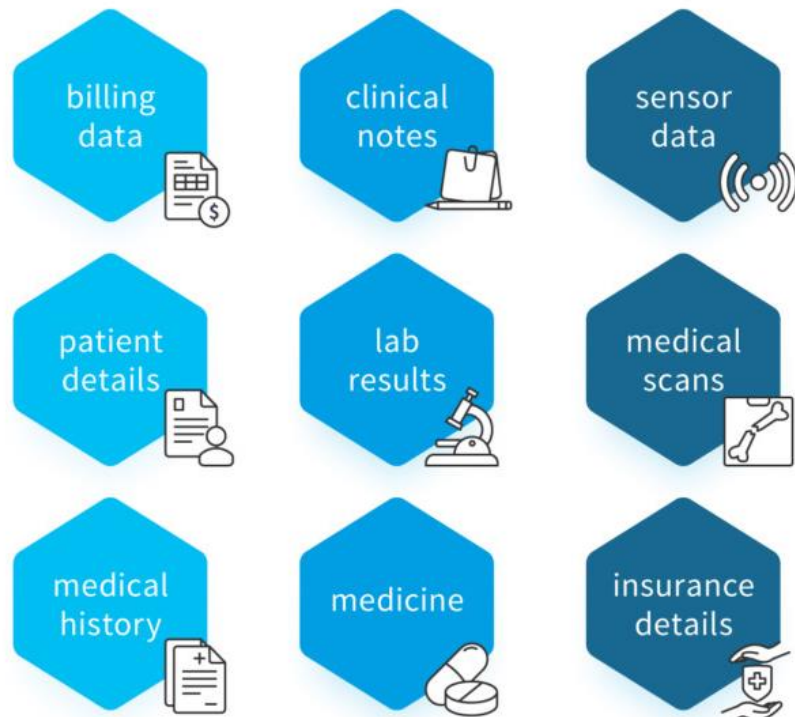 billing
data
$
clinical
notes
sensor
data
patient
details
lab
results
medical
scans
medical
history
medicine
insurance
details